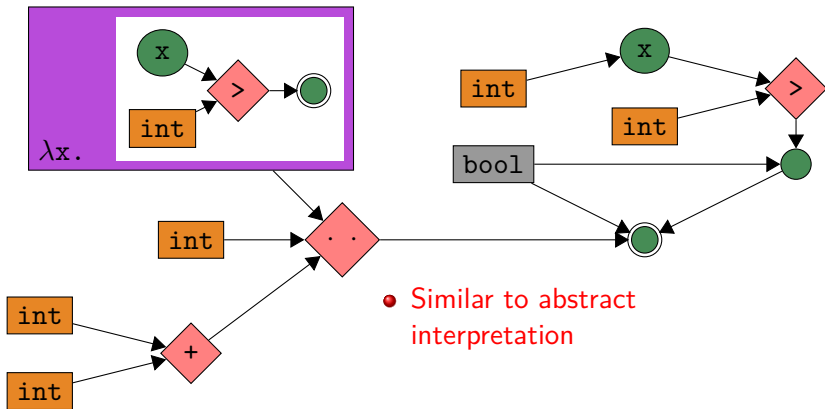 x
>
int
λx.
x
int
int
>
bool
int
· ·
int
+
int
Similar to abstract
interpretation